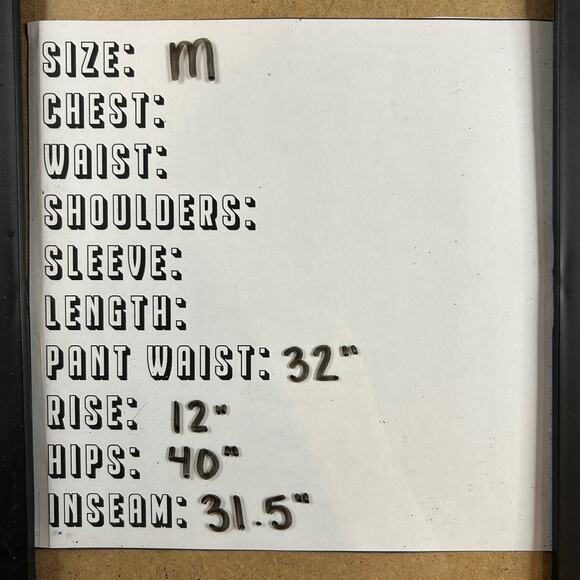 SIZE: M
CHEST:
WAIST:
SHOULDERS:
SLEEVE:
LENGTH:
PANT WAIST: 32"
RISE: 12"
HIPS: 40"
INSEAM: 31.5"